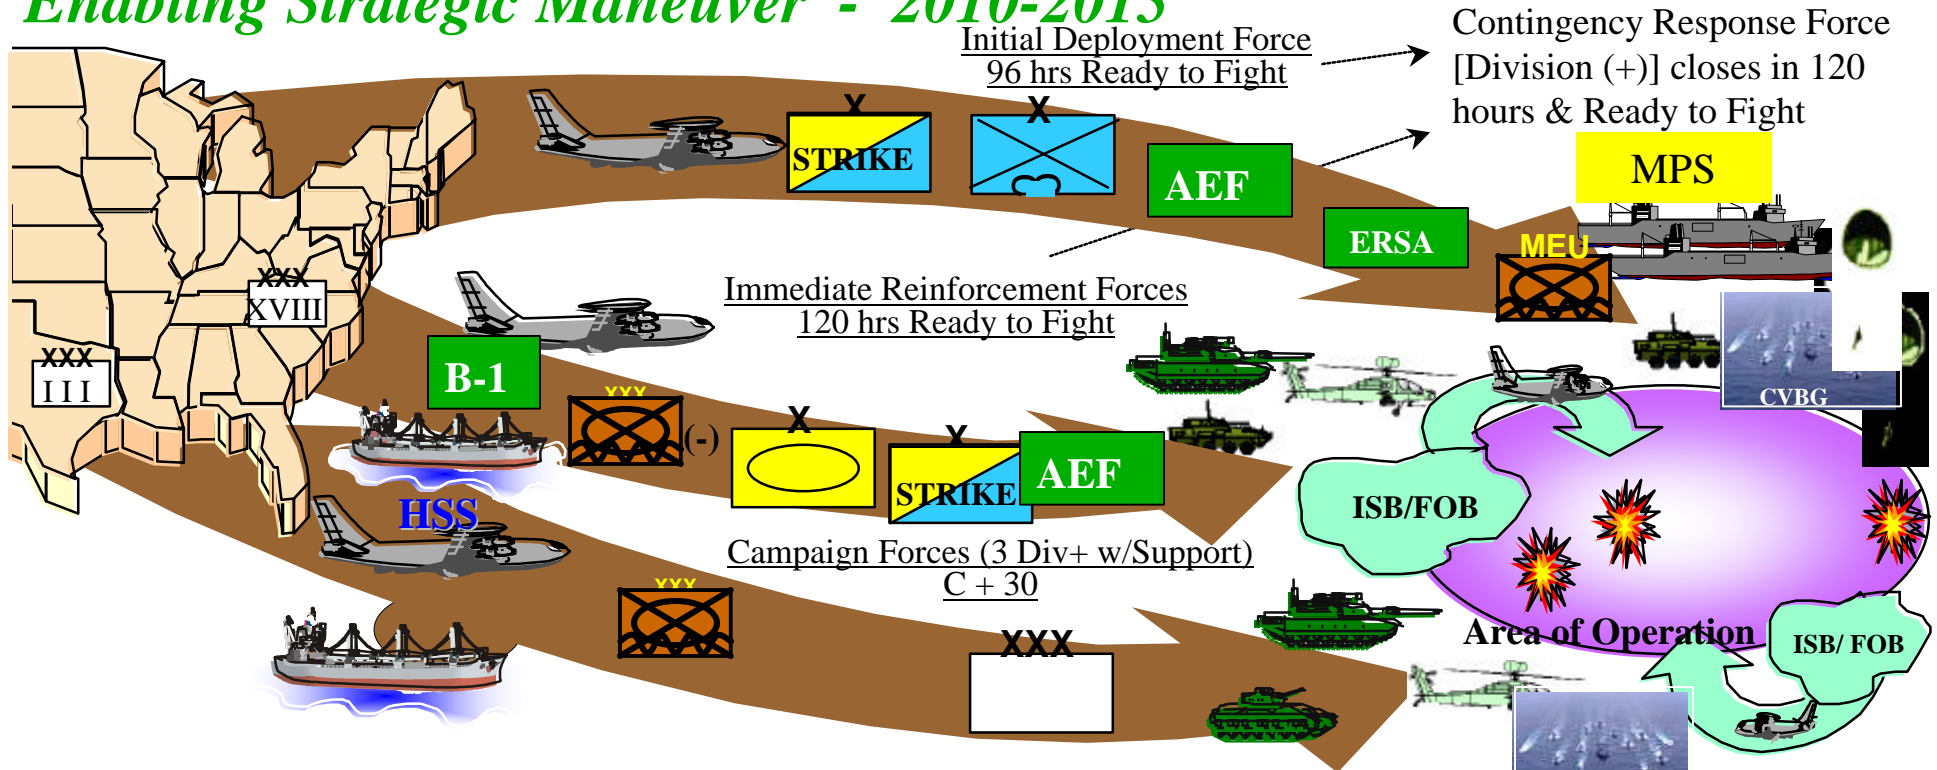 Enabling Strategic Maneuver - 2010-2015
Initial Deployment Force
96 hrs Ready to Fight
Contingency Response Force
[Division (+)] closes in 120
hours & Ready to Fight
X
STRIKE
X
AEF
ERSA
MPS
MEU
XXX
XVIII
XXX
III
Immediate Reinforcement Forces
120 hrs Ready to Fight
B-1
XXX
(-)
X
X
STRIKE
AEF
CVBG
ISB/FOB
HSS
Campaign Forces (3 Div+ w/Support)
C + 30
XXX
XXX
Area of Operation
ISB/ FOB